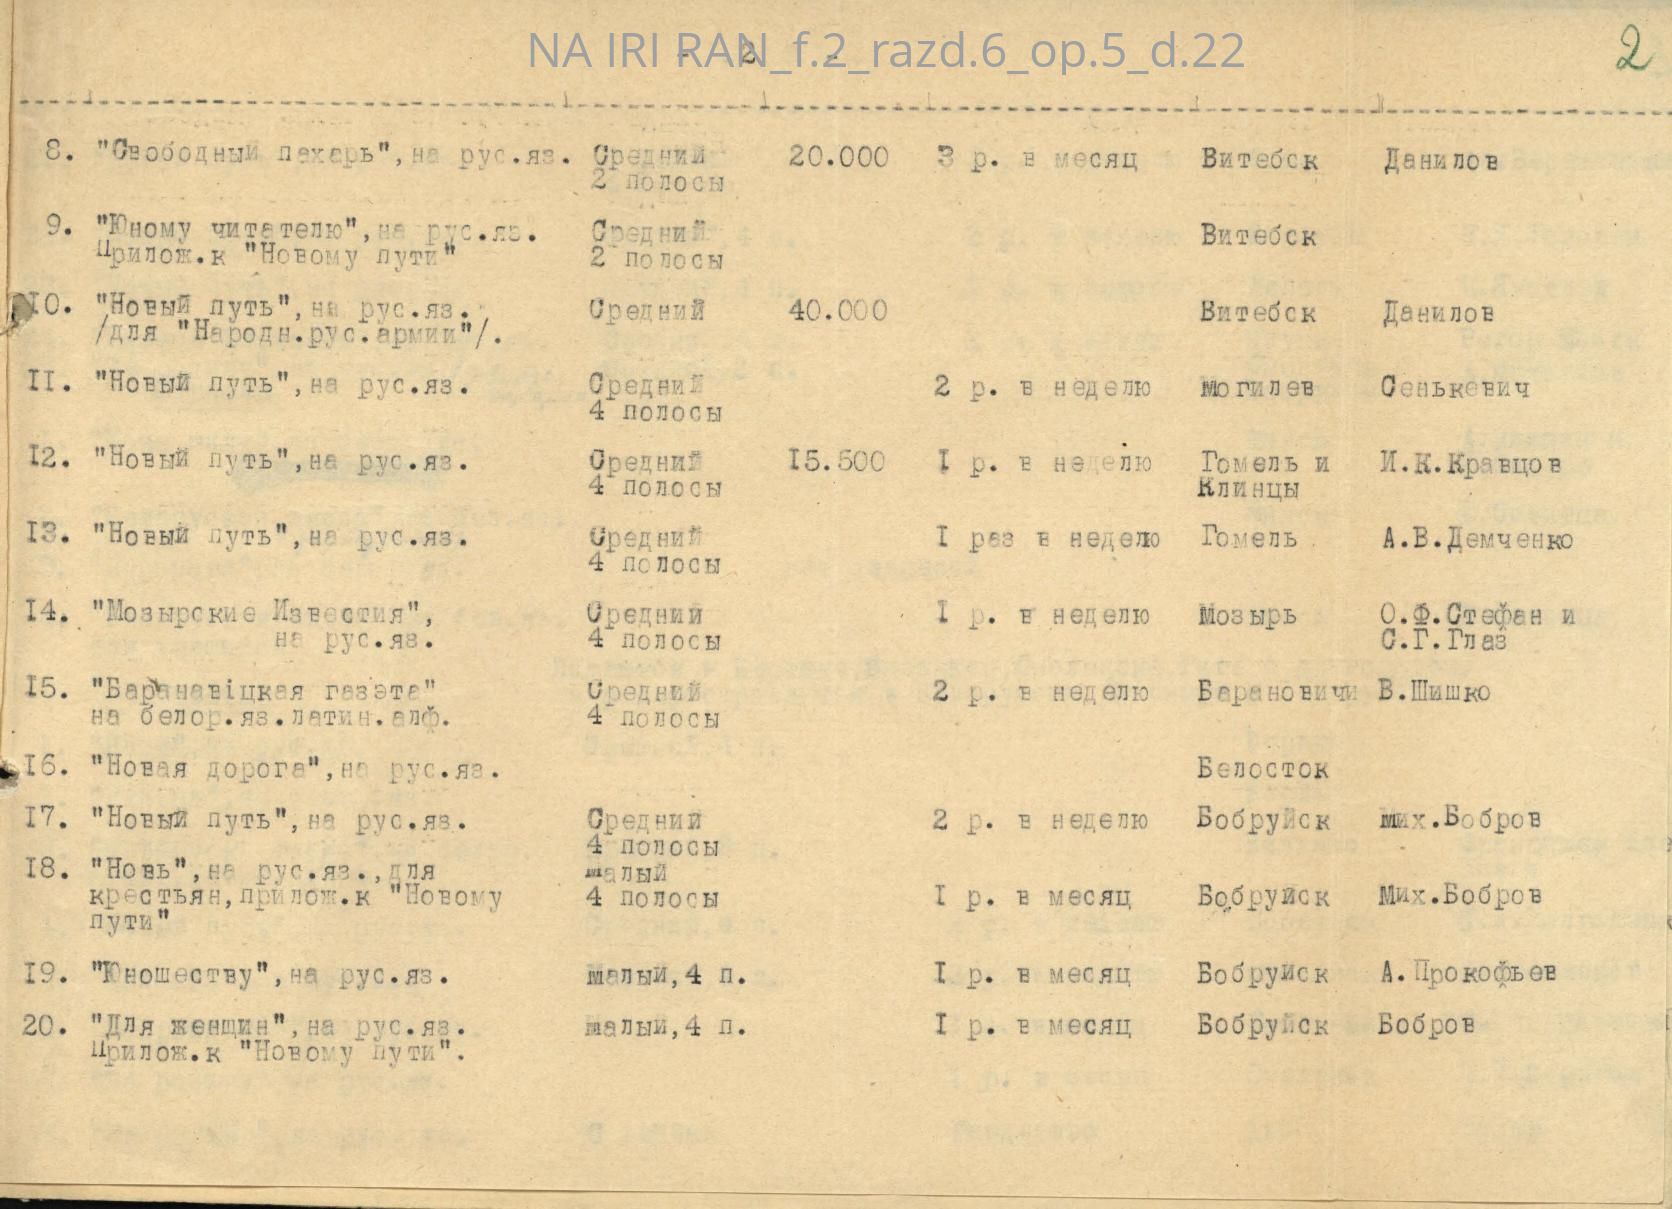 NA IRI RAN_f.2_razd.6_op.5_d.22
- 2 -
2
8. "Свободный пахарь", на рус.яз. Средний 20.000 3 р. в месяц Витебск Данилов
2 полосы
9. "Юному читателю", на рус.яз. Средний Витебск
Прилож.к "Новому пути" 2 полосы
10. "Новый путь", на рус.яз. Средний 40.000 Витебск Данилов
/для "Народн.рус.армии"/.
II. "Новый путь", на рус.яз. Средний 2 р. в неделю Могилев Сенькевич
4 полосы
I2. "Новый путь", на рус.яз. Средний I5.500 I р. в неделю Гомель и И.К.Кравцов
4 полосы Клинцы
I3. "Новый путь", на рус.яз. Средний I раз в неделю Гомель А.В.Демченко
4 полосы
I4. "Мозырские Известия", Средний I р. в неделю Мозырь О.Ф.Стефан и
на рус.яз. 4 полосы С.Г.Глаз
I5. "Баранавіцкая газэта" Средний 2 р. в неделю Барановичи В.Шишко
на белор.яз.латин.алф. 4 полосы
I6. "Новая дорога", на рус.яз. Белосток
I7. "Новый путь", на рус.яз. Средний 2 р. в неделю Бобруйск Мих.Бобров
4 полосы
I8. "Новь", на рус.яз., для малый
крестьян, прилож.к "Новому 4 полосы I р. в месяц Бобруйск Мих.Бобров
пути"
I9. "Юношеству", на рус.яз. малый, 4 п. I р. в месяц Бобруйск А.Прокофьев
20. "Для женщин", на рус.яз. малый, 4 п. I р. в месяц Бобруйск Бобров
Прилож.к "Новому пути".